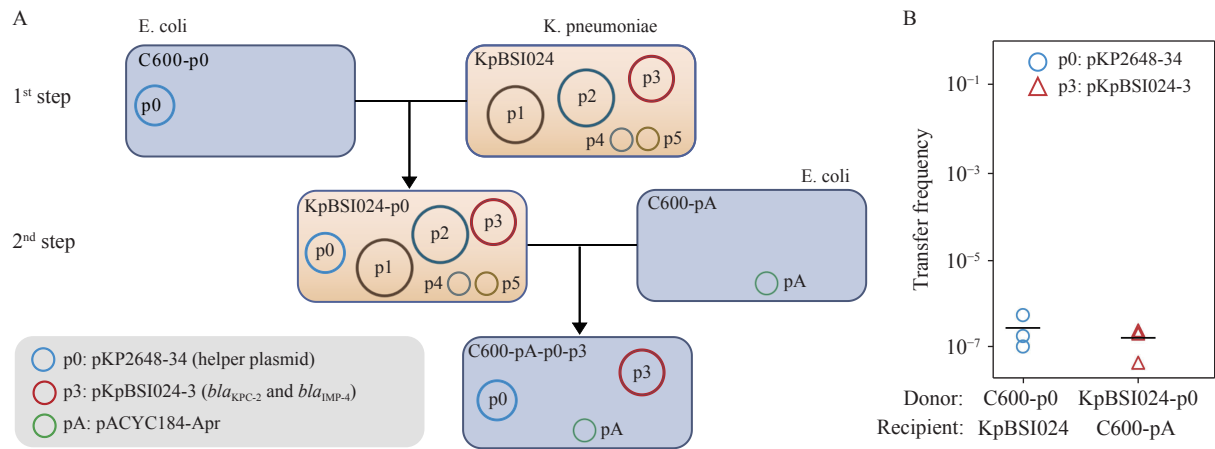 A
E. coli
K. pneumoniae
1st step
C600-p0
p0
KpBSI024
p1
p2
p3
p4
p5
E. coli
2nd step
KpBSI024-p0
p0
p1
p2
p3
p4
p5
C600-pA
pA
C600-pA-p0-p3
p0
p3
pA
p0: pKP2648-34 (helper plasmid)
p3: pKpBSI024-3 (blaKPC-2 and blaIMP-4)
pA: pACYC184-Apr
B
p0: pKP2648-34
p3: pKpBSI024-3
Transfer frequency
10⁻¹
10⁻³
10⁻⁵
10⁻⁷
Donor: C600-p0 KpBSI024-p0
Recipient: KpBSI024 C600-pA